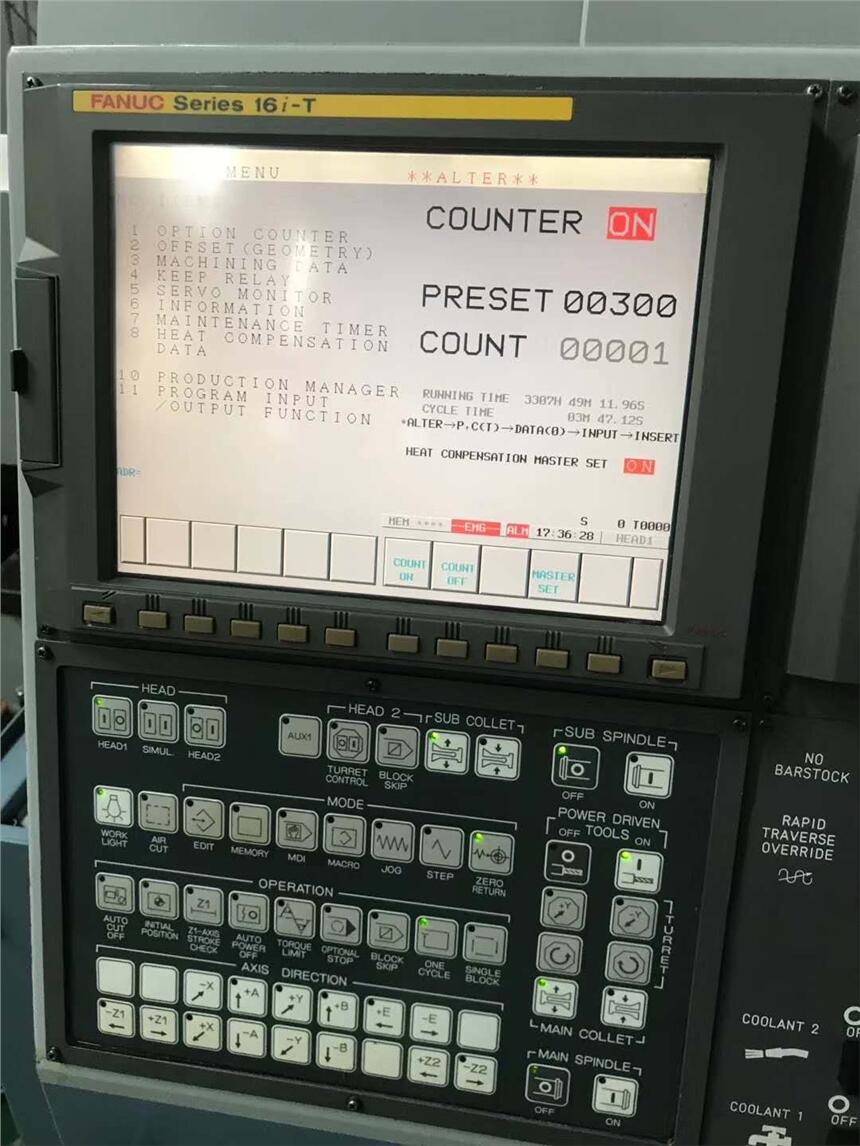 FANUC Series 16i-T
MENU
**ALTER**
1 OPTION COUNTER
2 OFFSET(GEOMETRY)
3 MACHINING DATA
4 KEEP RELAY
5 SERVO MONITOR
6 INFORMATION
7 MAINTENANCE TIMER
8 HEAT COMPENSATION
DATA
10 PRODUCTION MANAGER
11 PROGRAM INPUT
/OUTPUT FUNCTION
ADR=
COUNTER ON
PRESET 00300
COUNT 00001
RUNNING TIME 3307H 49M 11.96S
CYCLE TIME 03M 47.12S
*ALTER→P,C(T)→DATA(0)→INPUT→INSERT
HEAT CONPENSATION MASTER SET ON
S 0 T0000
MEM **** --EMG-- ALM 17:36:28 HEAD1
COUNT ON
COUNT OFF
MASTER SET
HEAD
HEAD1
SIMUL.
HEAD2
AUX1
HEAD 2
TURRET CONTROL
BLOCK SKIP
SUB COLLET
SUB SPINDLE
OFF
ON
WORK LIGHT
AIR CUT
MODE
EDIT
MEMORY
MDI
MACRO
JOG
STEP
ZERO RETURN
POWER DRIVEN TOOLS
OFF
ON
OPERATION
AUTO CUT OFF
INITIAL POSITION
Z1
Z1-AXIS STROKE CHECK
AUTO POWER OFF
TORQUE LIMIT
OPTIONAL STOP
BLOCK SKIP
ONE CYCLE
SINGLE BLOCK
TURRET
+Y
-Y
AXIS DIRECTION
-X
+A
+Y
+B
+E
-E
-Z1
+Z1
+X
-A
-Y
-B
+Z2
-Z2
MAIN COLLET
MAIN SPINDLE
OFF
ON
NO BARSTOCK
RAPID TRAVERSE OVERRIDE
COOLANT 2
COOLANT 1
OFF